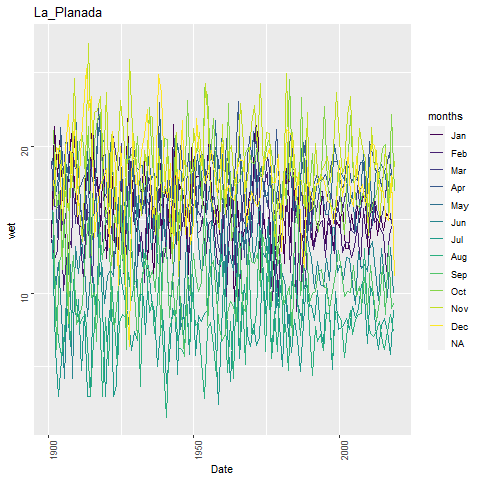 La_Planada
wet
20
10
1900
1950
2000
Date
months
Jan
Feb
Mar
Apr
May
Jun
Jul
Aug
Sep
Oct
Nov
Dec
NA